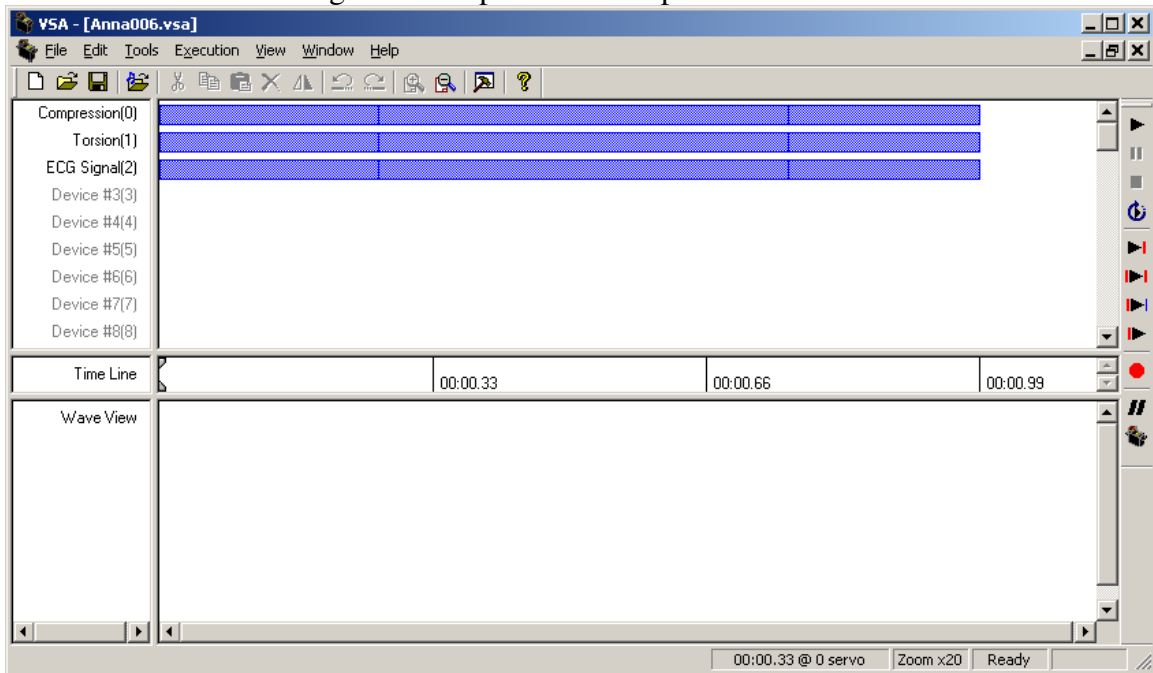 VSA - [Anna006.vsa]
File Edit Tools Execution View Window Help
Compression(0)
Torsion(1)
ECG Signal(2)
Device #3(3)
Device #4(4)
Device #5(5)
Device #6(6)
Device #7(7)
Device #8(8)
Time Line
00:00.33 00:00.66 00:00.99
Wave View
00:00.33 @ 0 servo Zoom x20 Ready